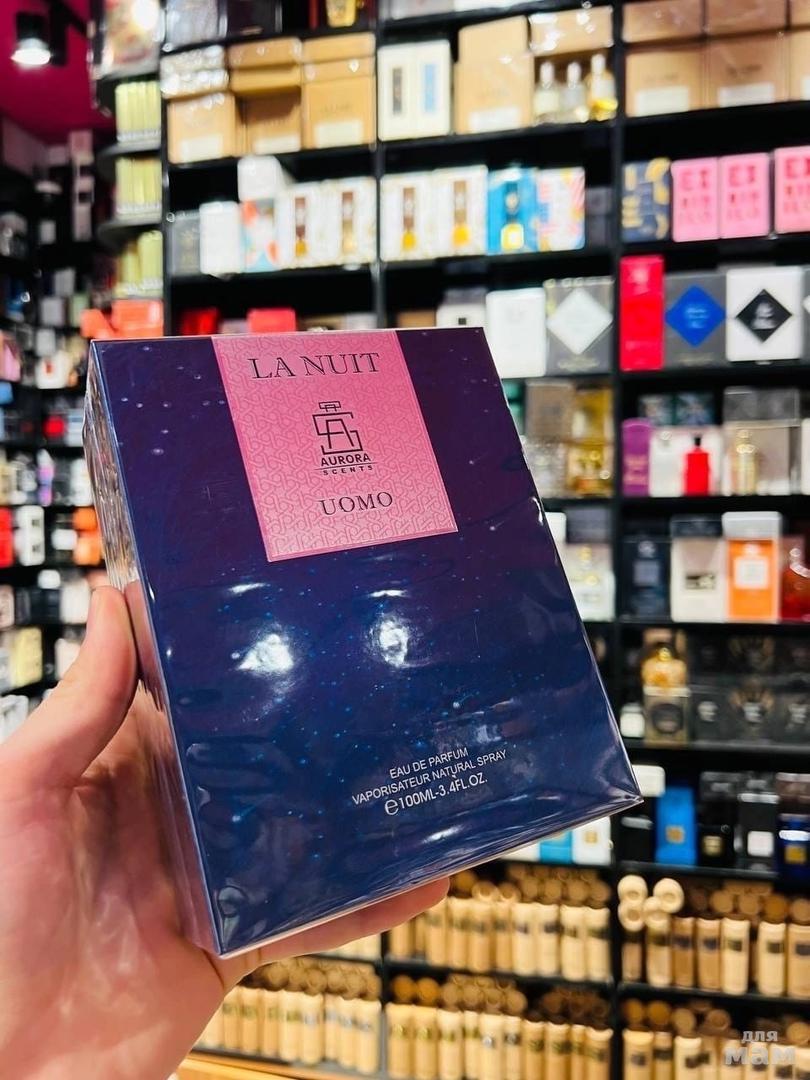 LA NUIT
AURORA
SCENTS
UOMO
EAU DE PARFUM
VAPORISATEUR NATURAL SPRAY
℮100ML-3.4FL.OZ.
для
мам